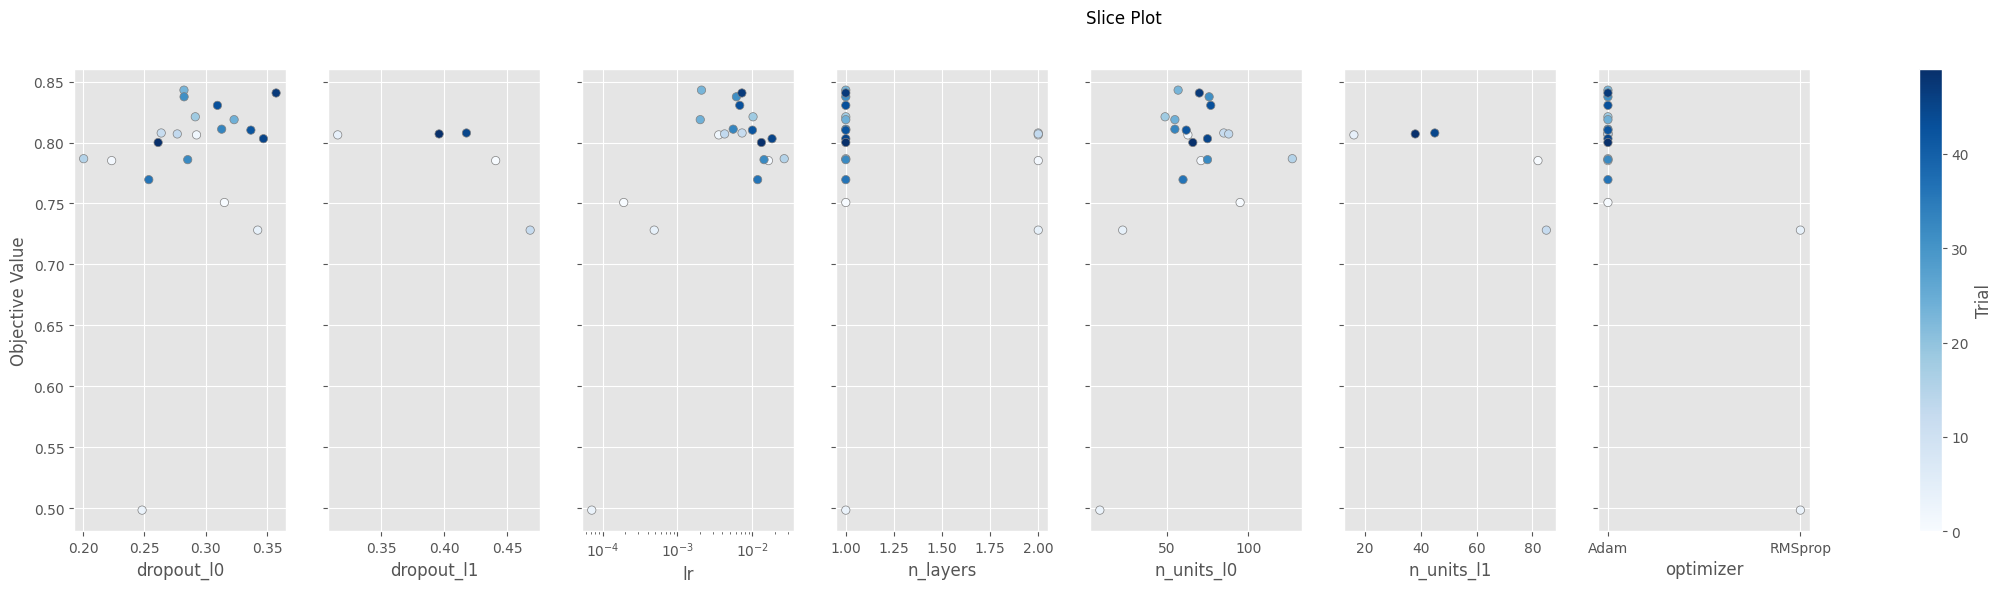 Slice Plot
Objective Value
0.85
0.80
0.75
0.70
0.65
0.60
0.55
0.50
0.20 0.25 0.30 0.35
dropout_l0
0.35 0.40 0.45
dropout_l1
10⁻⁴ 10⁻³ 10⁻²
lr
1.00 1.25 1.50 1.75 2.00
n_layers
50 100
n_units_l0
20 40 60 80
n_units_l1
Adam RMSprop
optimizer
40
30
20
10
0
Trial